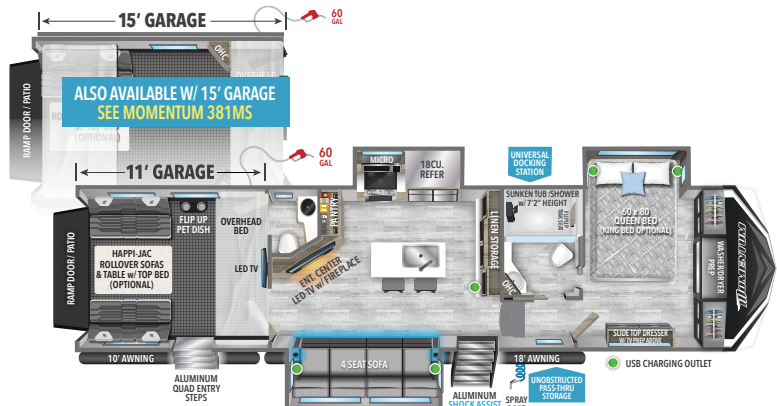 15' GARAGE
60
GAL
OHC
OVERHEAD
RAMP DOOR / PATIO
ALSO AVAILABLE W/ 15' GARAGE
SEE MOMENTUM 381MS
(OPTIONAL)
11' GARAGE
60
GAL
MICRO
18CU.
REFER
UNIVERSAL
DOCKING
STATION
SUNKEN TUB/SHOWER
w/ 7'2" HEIGHT
FLIP UP
PET DISH
OVERHEAD
BED
PANTRY
LINEN STORAGE
60 x 80
QUEEN BED
(KING BED OPTIONAL)
RAMP DOOR / PATIO
HAPPI-JAC
ROLLOVER SOFAS
& TABLE w/ TOP BED
(OPTIONAL)
LED TV
ENT. CENTER
LED TV w/ FIREPLACE
OHC
WASHER/DRYER
PREP
MOMENTUM
SLIDE TOP DRESSER
W/ TV PREP ABOVE
10' AWNING
4 SEAT SOFA
18' AWNING
USB CHARGING OUTLET
ALUMINUM
QUAD ENTRY
STEPS
ALUMINUM
SHOCK ASSIST
SPRAY
UNOBSTRUCTED
PASS-THRU
STORAGE